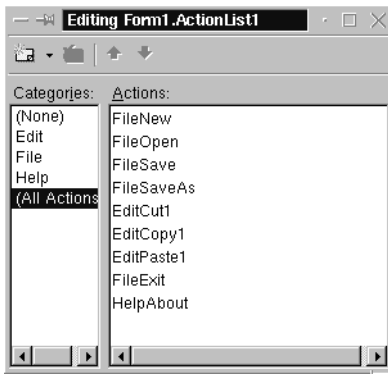 Editing Form1.ActionList1
Categories:
Actions:
(None)
Edit
File
Help
(All Actions
FileNew
FileOpen
FileSave
FileSaveAs
EditCut1
EditCopy1
EditPaste1
FileExit
HelpAbout